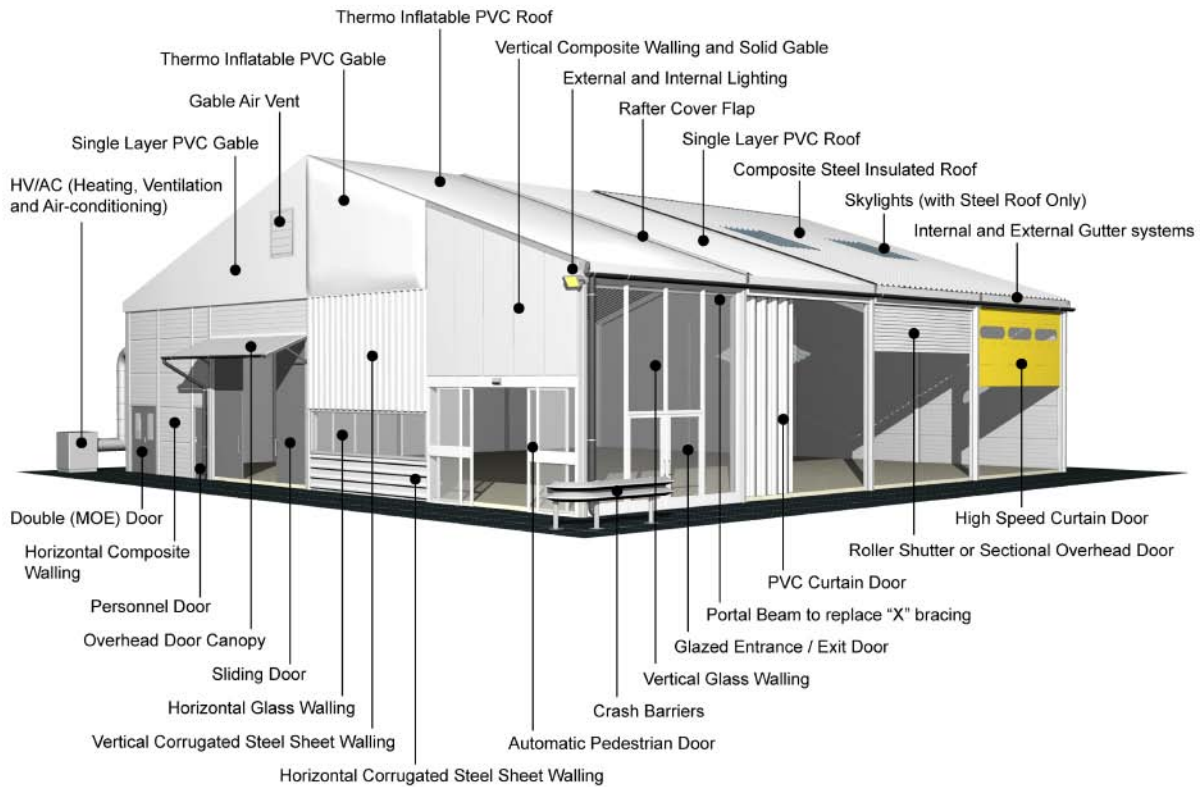 Thermo Inflatable PVC Roof
Vertical Composite Walling and Solid Gable
Thermo Inflatable PVC Gable
External and Internal Lighting
Gable Air Vent
Rafter Cover Flap
Single Layer PVC Gable
Single Layer PVC Roof
Composite Steel Insulated Roof
HV/AC (Heating, Ventilation
and Air-conditioning)
Skylights (with Steel Roof Only)
Internal and External Gutter systems
Double (MOE) Door
High Speed Curtain Door
Horizontal Composite
Walling
Roller Shutter or Sectional Overhead Door
PVC Curtain Door
Personnel Door
Portal Beam to replace “X” bracing
Overhead Door Canopy
Glazed Entrance / Exit Door
Sliding Door
Vertical Glass Walling
Horizontal Glass Walling
Crash Barriers
Vertical Corrugated Steel Sheet Walling
Automatic Pedestrian Door
Horizontal Corrugated Steel Sheet Walling